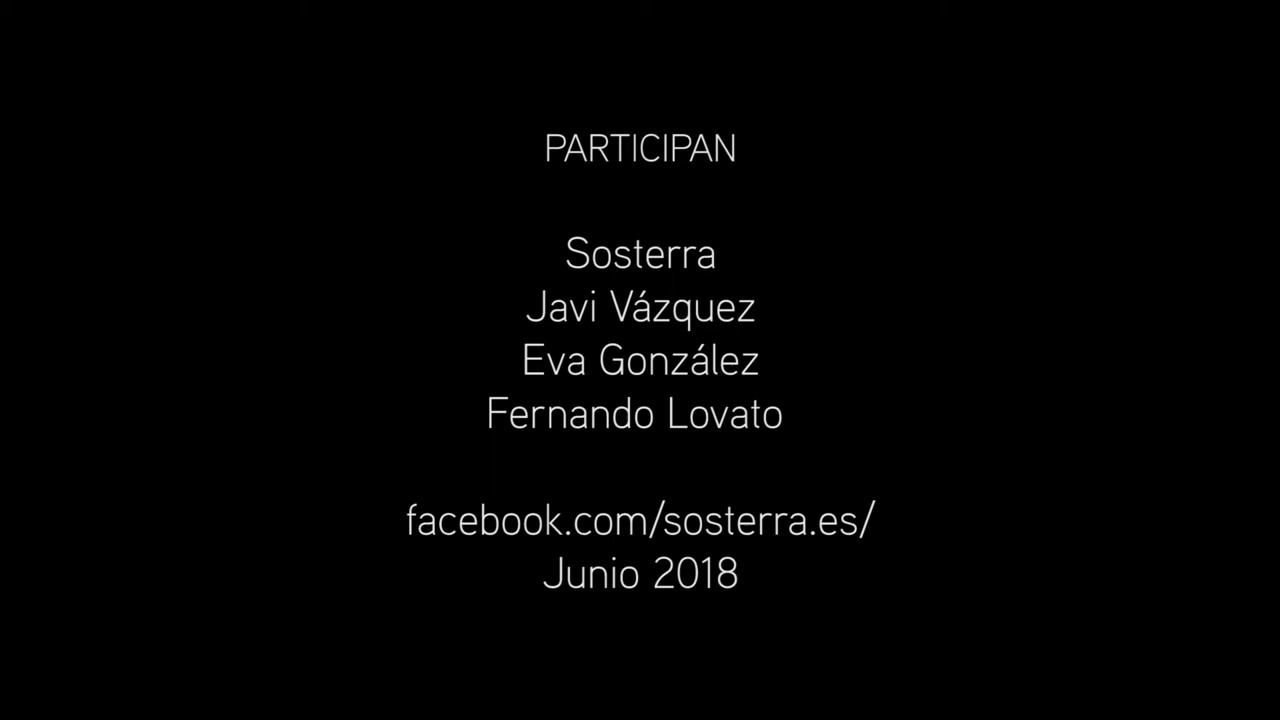 PARTICIPAN
Sosterra
Javi Vázquez
Eva González
Fernando Lovato
facebook.com/sosterra.es/
Junio 2018